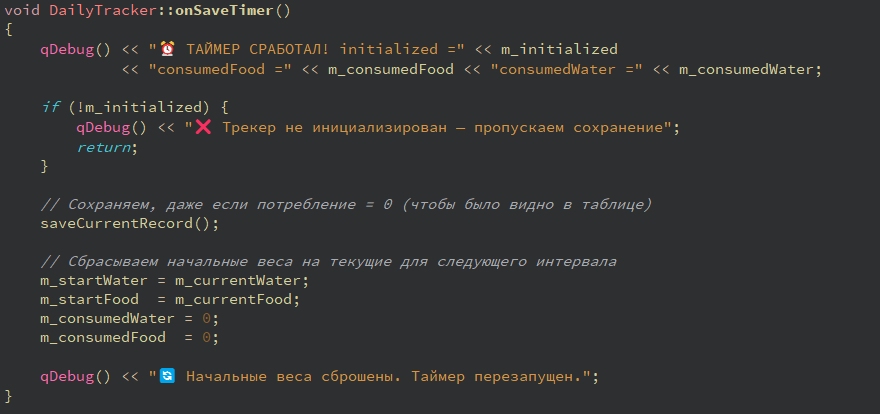 void DailyTracker::onSaveTimer()
{
    qDebug() << "⏰ ТАЙМЕР СРАБОТАЛ! initialized =" << m_initialized
             << "consumedFood =" << m_consumedFood << "consumedWater =" << m_consumedWater;

    if (!m_initialized) {
        qDebug() << "❌ Трекер не инициализирован — пропускаем сохранение";
        return;
    }

    // Сохраняем, даже если потребление = 0 (чтобы было видно в таблице)
    saveCurrentRecord();

    // Сбрасываем начальные веса на текущие для следующего интервала
    m_startWater = m_currentWater;
    m_startFood  = m_currentFood;
    m_consumedWater = 0;
    m_consumedFood  = 0;

    qDebug() << "🔄 Начальные веса сброшены. Таймер перезапущен.";
}